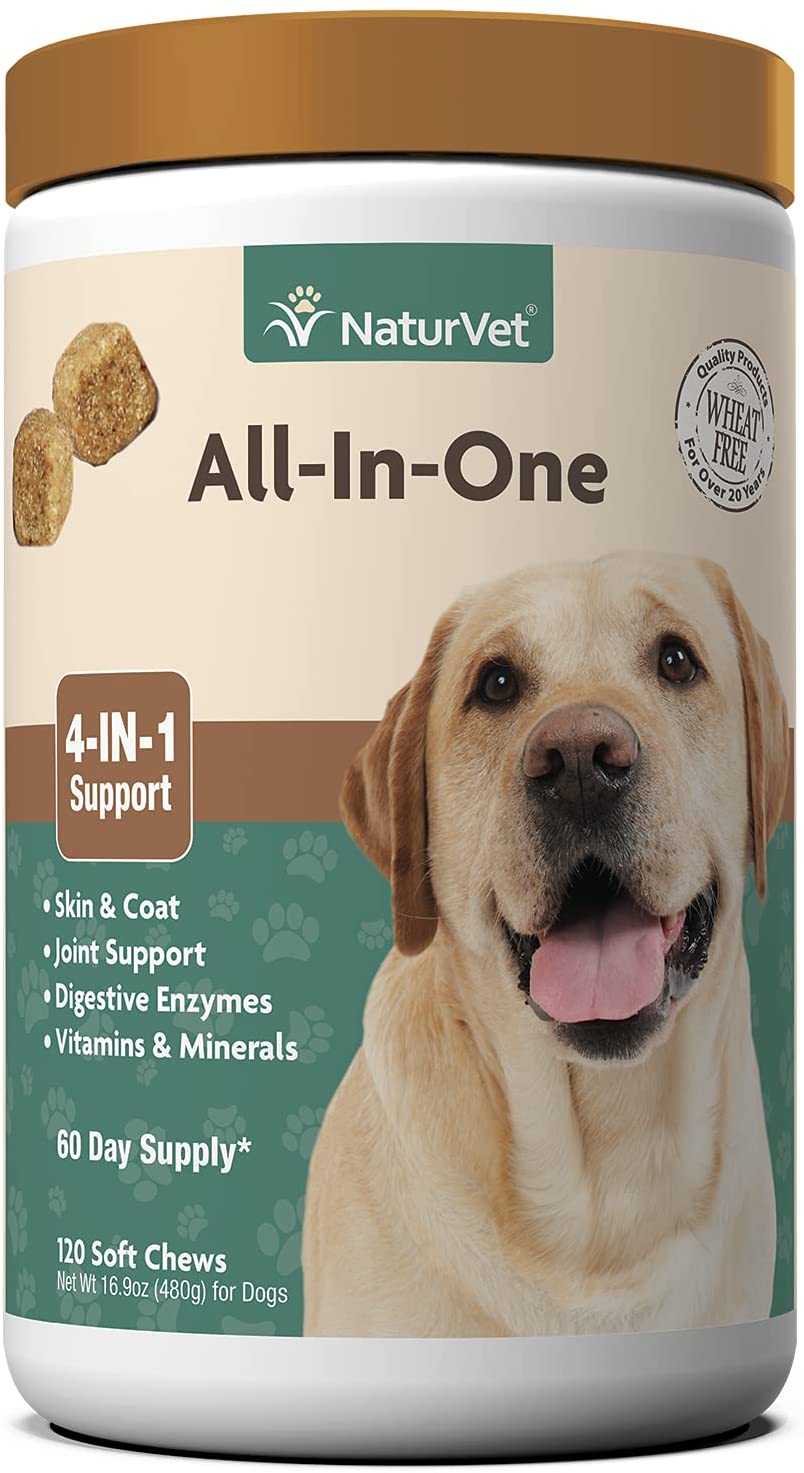 NaturVet®
All-In-One
Quality Products
WHEAT
FREE
For Over 20 Years
4-IN-1
Support
• Skin & Coat
• Joint Support
• Digestive Enzymes
• Vitamins & Minerals
60 Day Supply*
120 Soft Chews
Net Wt 16.9oz (480g) for Dogs